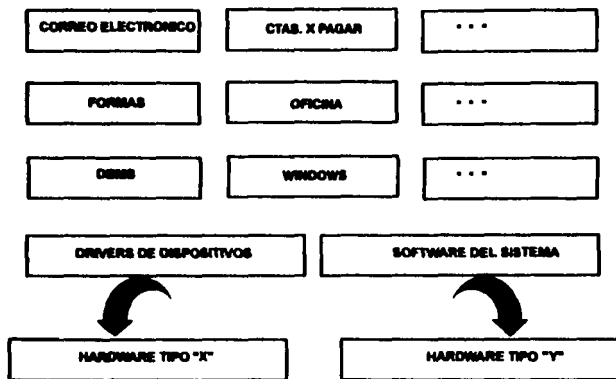 CORREO ELECTRONICO
CTAS. X PAGAR
...
FORMAS
OFICINA
...
DBMS
WINDOWS
...
DRIVERS DE DISPOSITIVOS
SOFTWARE DEL SISTEMA
HARDWARE TIPO "X"
HARDWARE TIPO "Y"